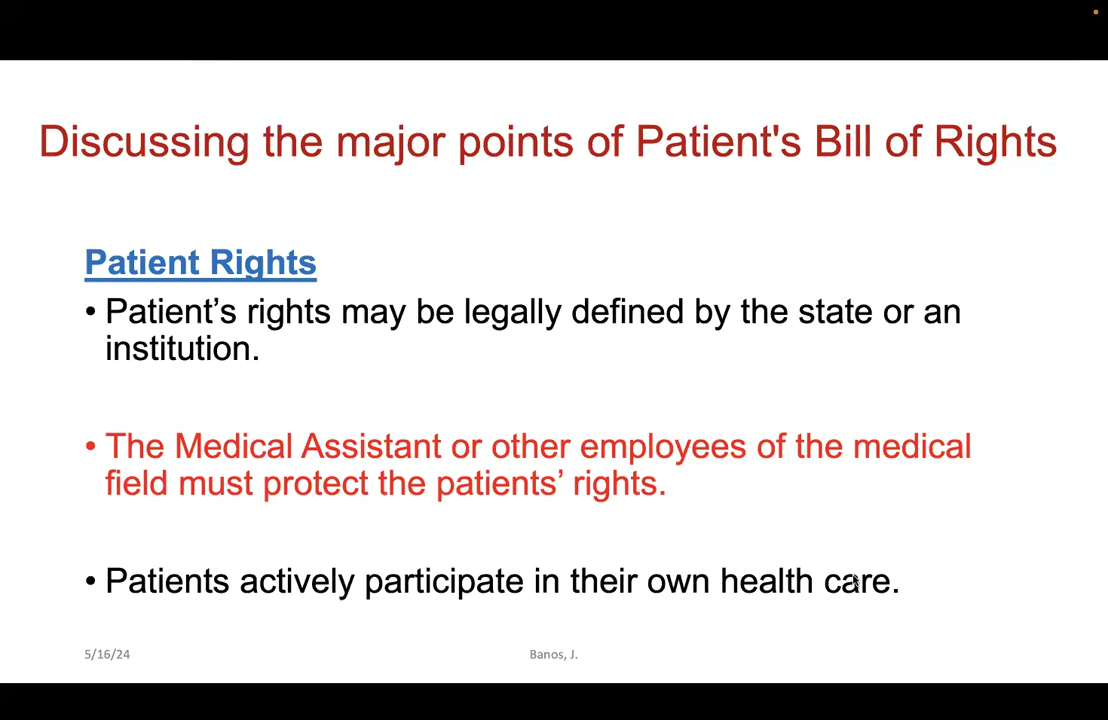 Discussing the major points of Patient's Bill of Rights
Patient Rights
• Patient’s rights may be legally defined by the state or an
institution.
• The Medical Assistant or other employees of the medical
field must protect the patients’ rights.
• Patients actively participate in their own health care.
5/16/24
Banos, J.